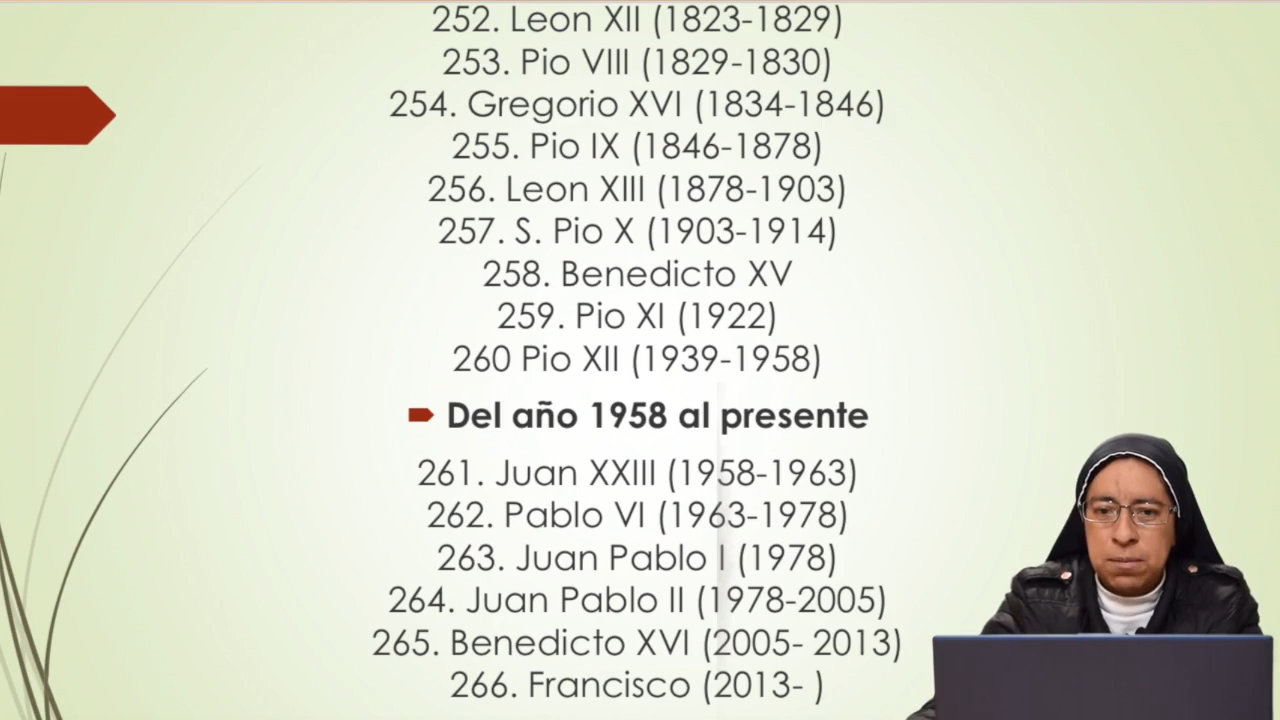 252. Leon XII (1823-1829)
253. Pio VIII (1829-1830)
254. Gregorio XVI (1834-1846)
255. Pio IX (1846-1878)
256. Leon XIII (1878-1903)
257. S. Pio X (1903-1914)
258. Benedicto XV
259. Pio XI (1922)
260 Pio XII (1939-1958)
Del año 1958 al presente
261. Juan XXIII (1958-1963)
262. Pablo VI (1963-1978)
263. Juan Pablo I (1978)
264. Juan Pablo II (1978-2005)
265. Benedicto XVI (2005- 2013)
266. Francisco (2013- )